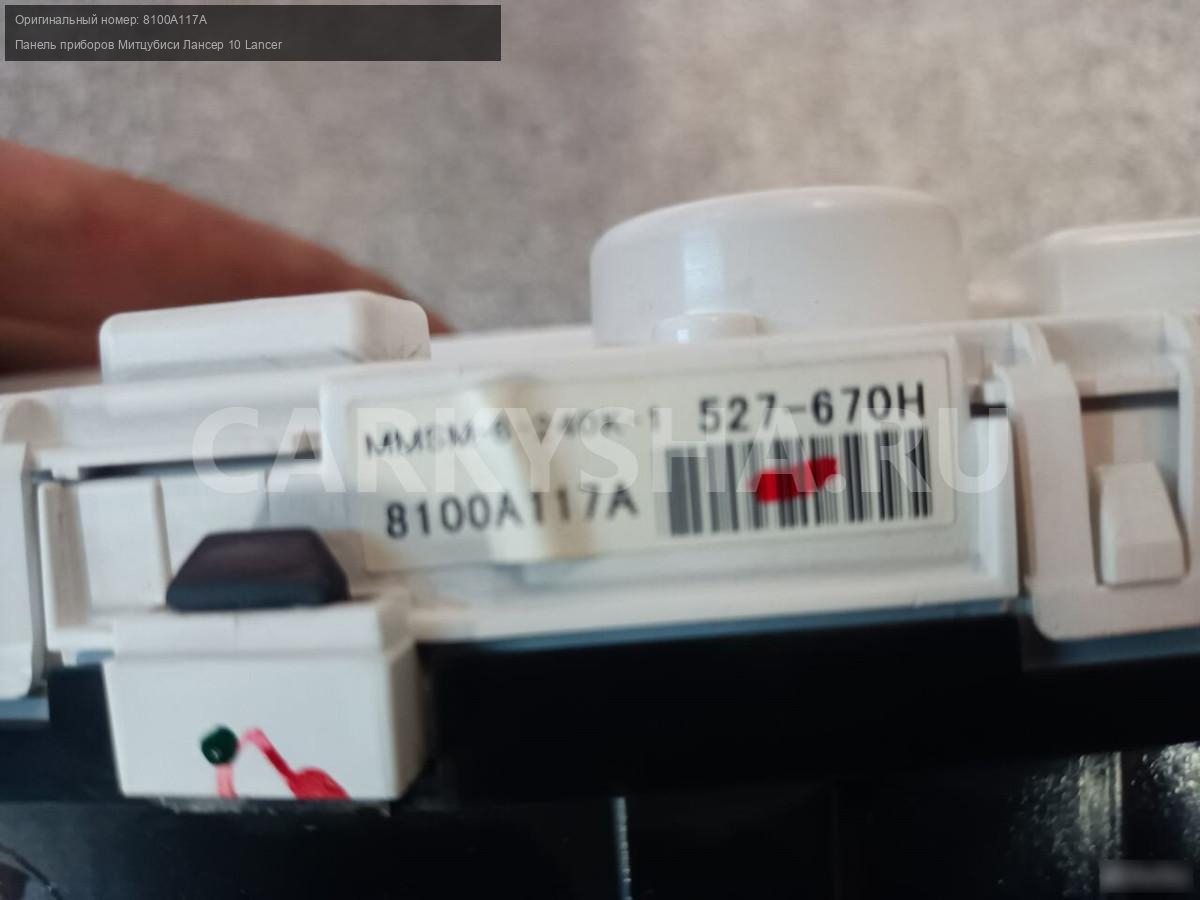 Оригинальный номер: 8100A117A
Панель приборов Митцубиси Лансер 10 Lancer
527-670H
8100A117A
CARKYSHA.RU